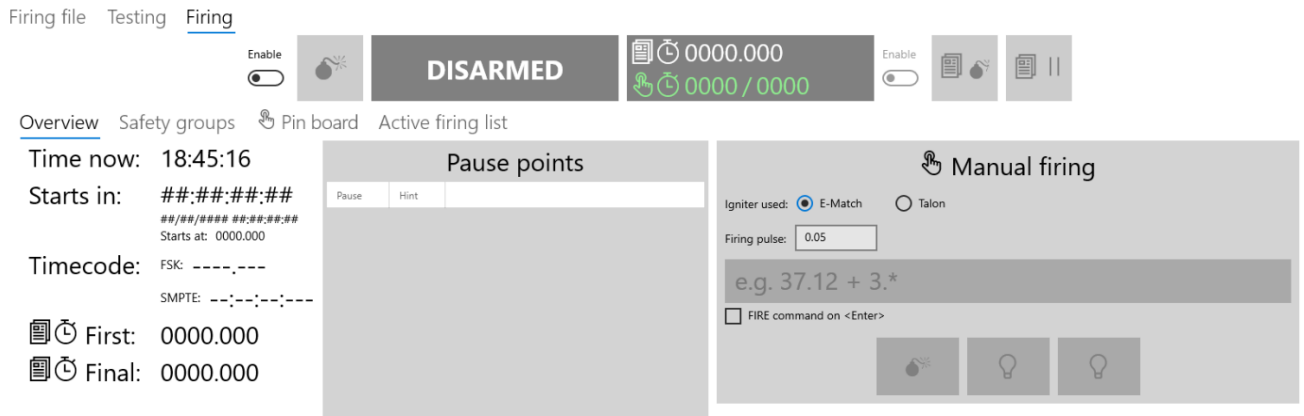 Firing file Testing Firing
Enable DISARMED 0000.000 Enable
0000 / 0000
Overview Safety groups Pin board Active firing list
Time now: 18:45:16
Starts in: ##:##:##:##
##/##/#### ##:##:##:##
Starts at: 0000.000
Timecode: FSK: ----.---
SMPTE: --:--:--:---
First: 0000.000
Final: 0000.000
Pause points
Pause Hint
Manual firing
Igniter used: E-Match Talon
Firing pulse: 0.05
e.g. 37.12 + 3.*
FIRE command on <Enter>